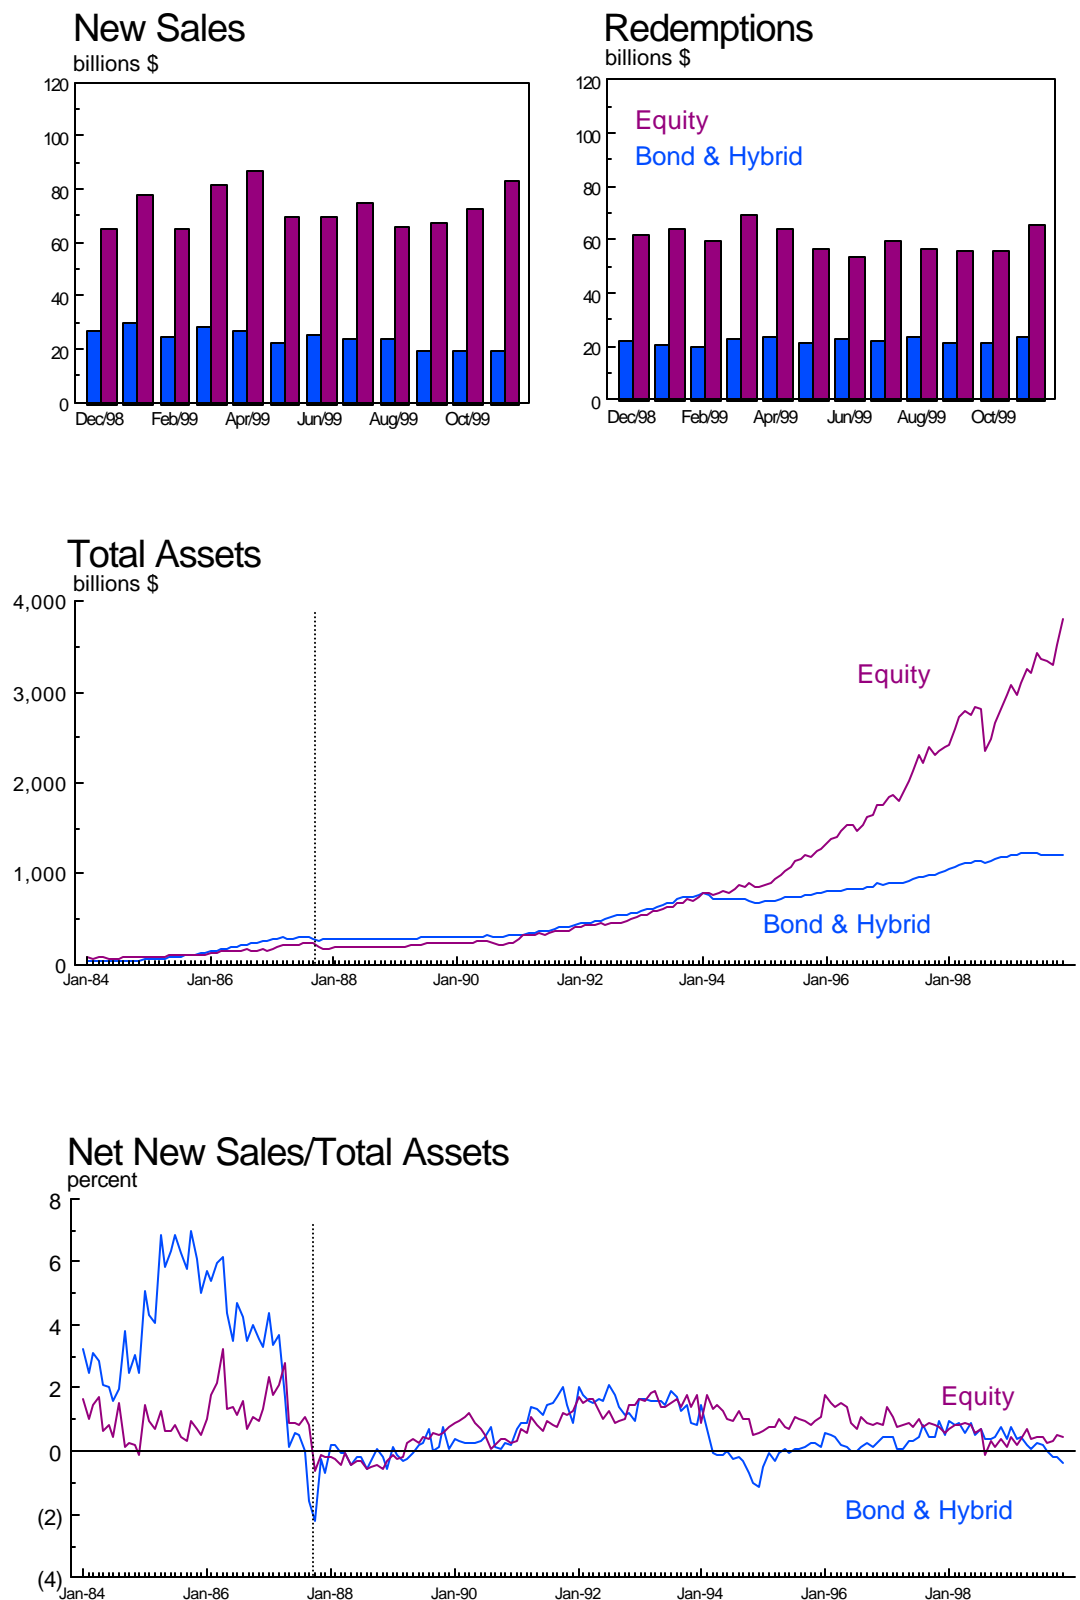 New Sales
billions $
120
100
80
60
40
20
0
Dec/98 Feb/99 Apr/99 Jun/99 Aug/99 Oct/99
Redemptions
billions $
120
100
80
60
40
20
0
Equity
Bond & Hybrid
Dec/98 Feb/99 Apr/99 Jun/99 Aug/99 Oct/99
Total Assets
billions $
4,000
3,000
2,000
1,000
0
Equity
Bond & Hybrid
Jan-84 Jan-86 Jan-88 Jan-90 Jan-92 Jan-94 Jan-96 Jan-98
Net New Sales/Total Assets
percent
8
6
4
2
0
(2)
(4)
Equity
Bond & Hybrid
Jan-84 Jan-86 Jan-88 Jan-90 Jan-92 Jan-94 Jan-96 Jan-98